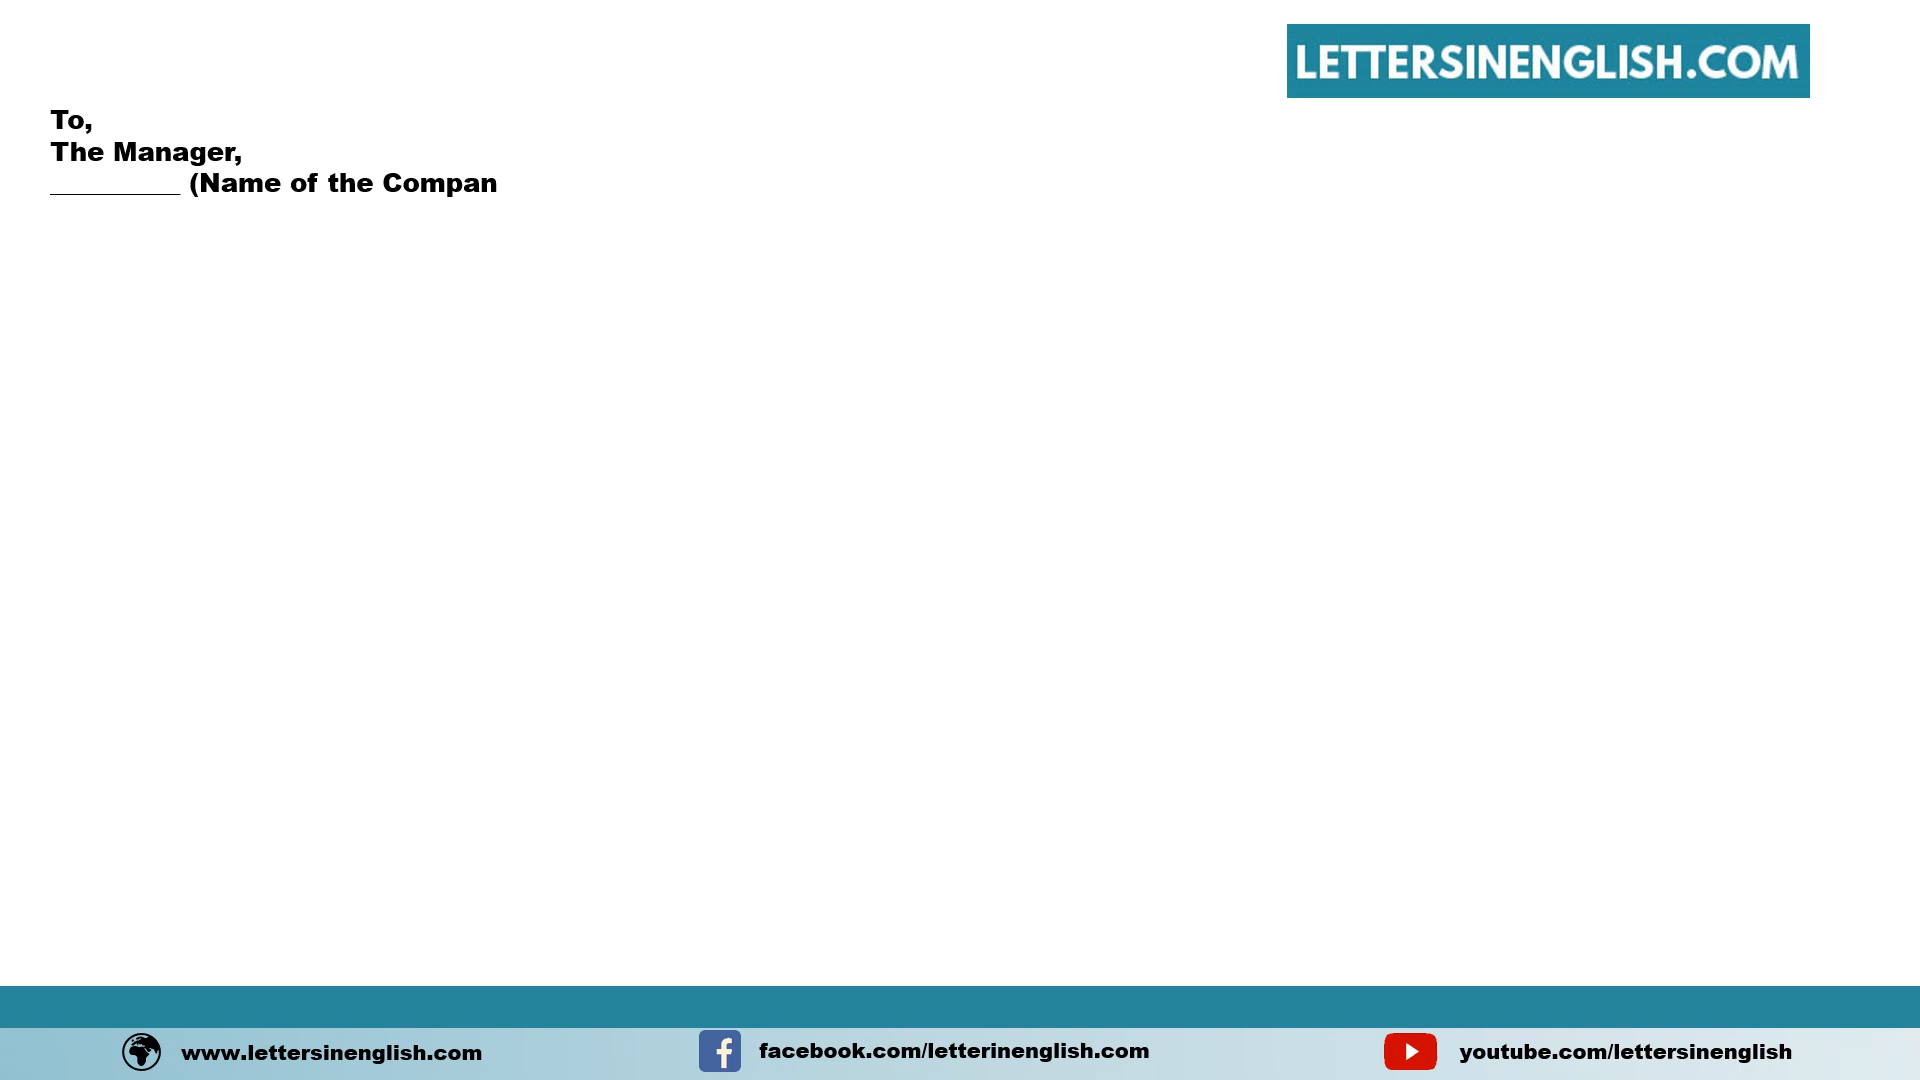 LETTERSINENGLISH.COM
To,
The Manager,
__________ (Name of the Compan
www.lettersinenglish.com
facebook.com/letterinenglish.com
youtube.com/lettersinenglish